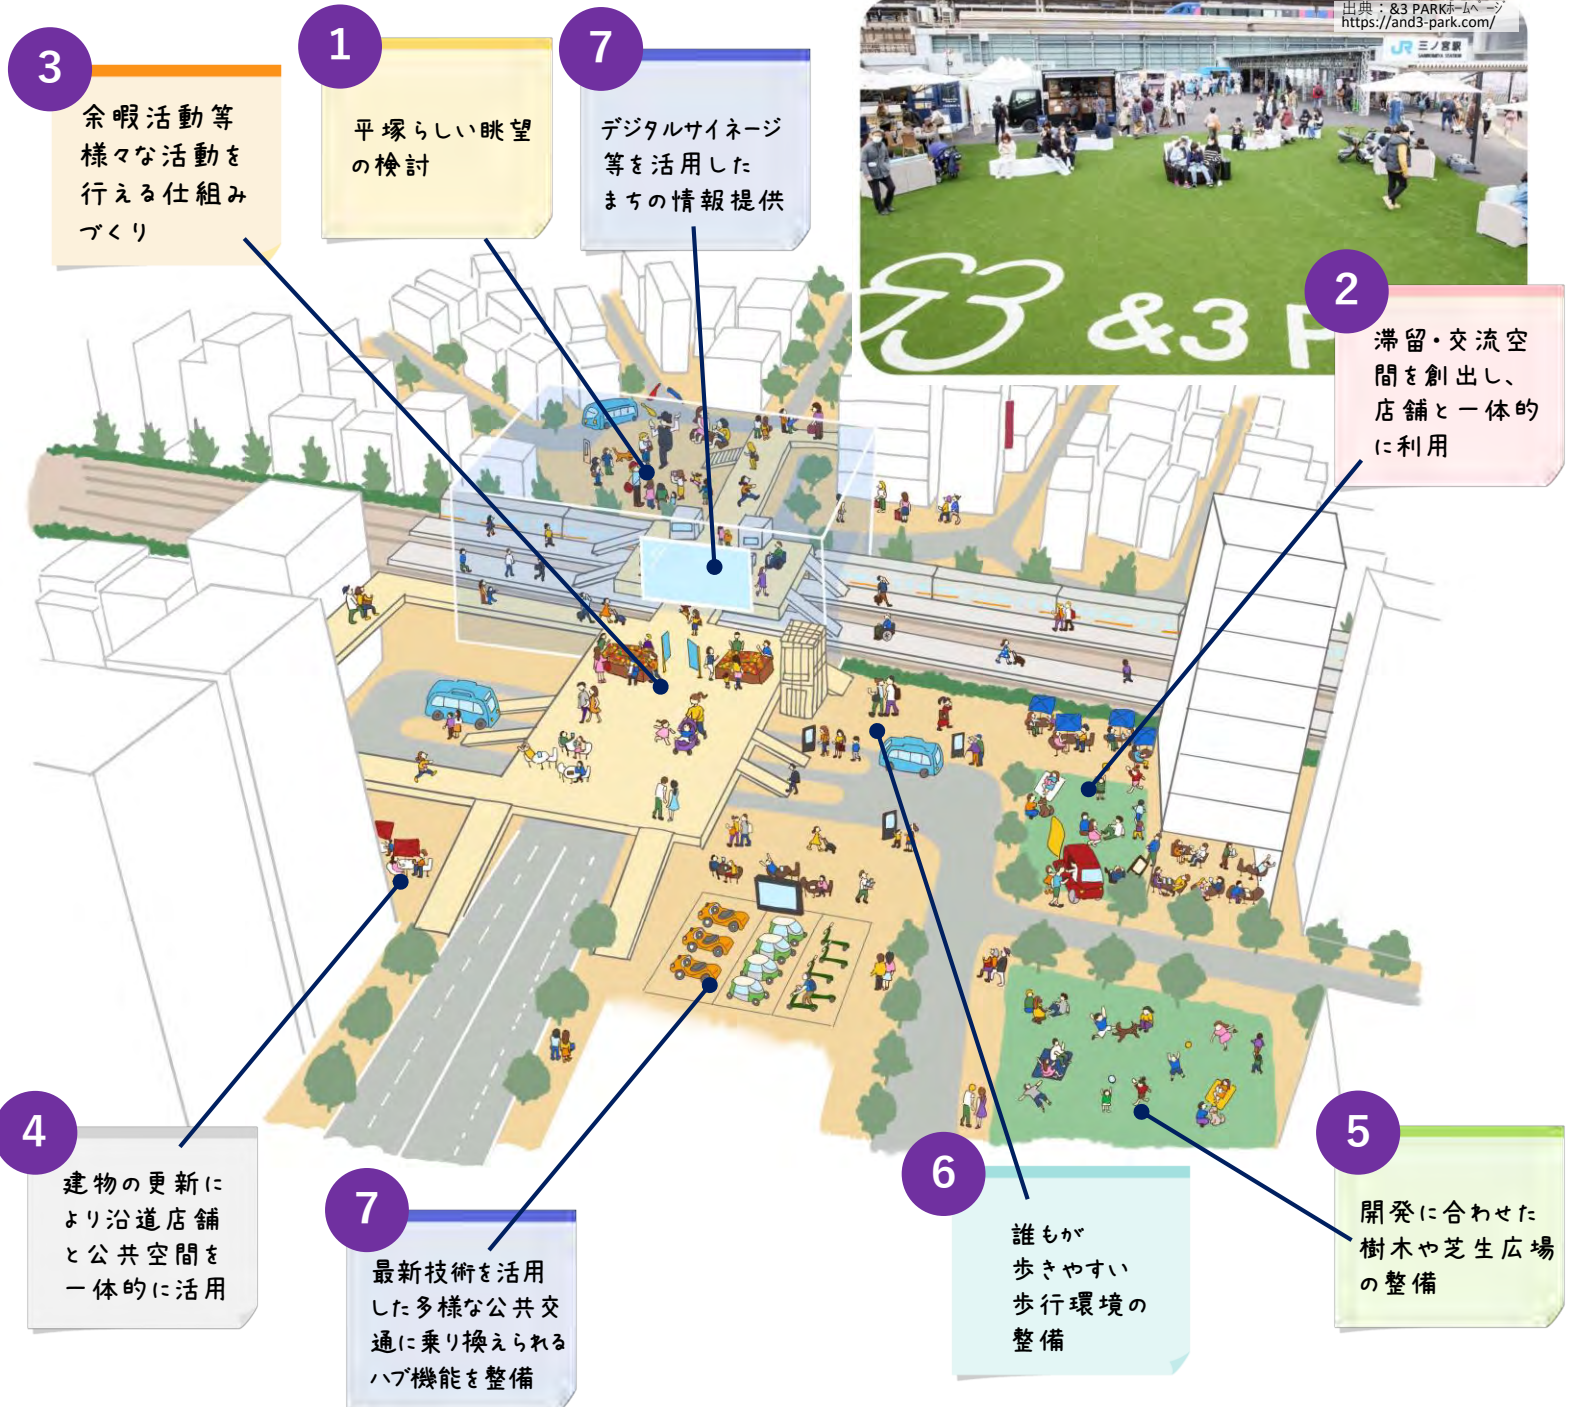 3
余暇活動等
様々な活動を
行える仕組み
づくり
1
平塚らしい眺望
の検討
7
デジタルサイネージ
等を活用した
まちの情報提供
出典：&3 PARKホームページ
https://and3-park.com/
JR 三ノ宮駅
SANNOMIYA STATION
&3 P
2
滞留・交流空
間を創出し、
店舗と一体的
に利用
4
建物の更新に
より沿道店舗
と公共空間を
一体的に活用
7
最新技術を活用
した多様な公共交
通に乗り換えられる
ハブ機能を整備
6
誰もが
歩きやすい
歩行環境の
整備
5
開発に合わせた
樹木や芝生広場
の整備